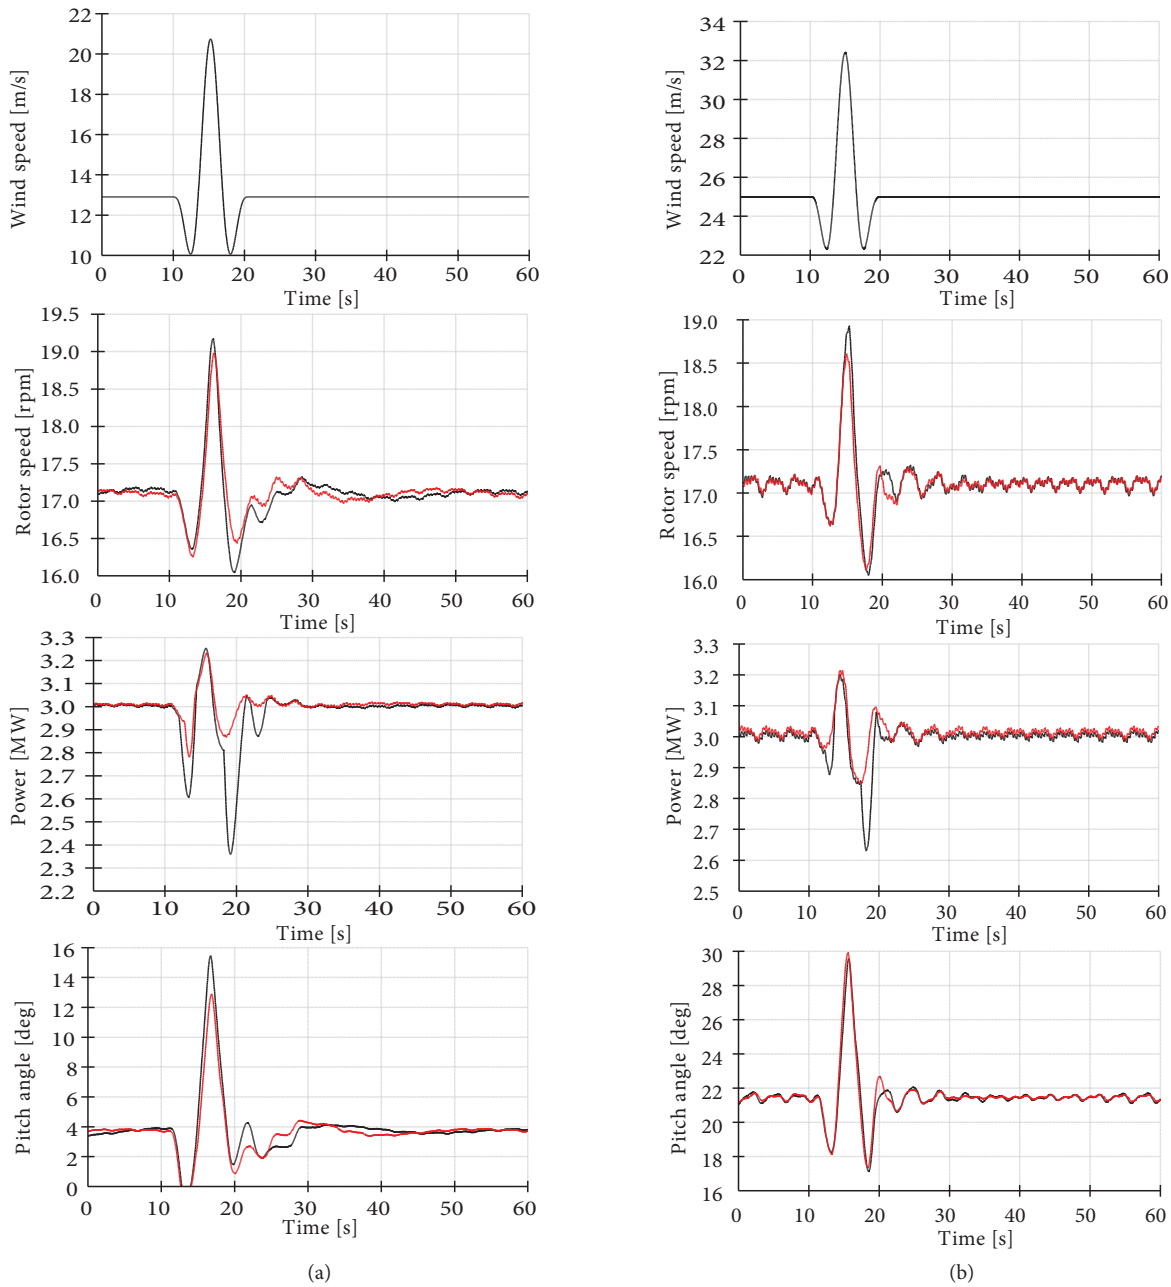 22
20
18
16
14
12
10
Wind speed [m/s]
0 10 20 30 40 50 60
Time [s]
19.5
19.0
18.5
18.0
17.5
17.0
16.5
16.0
Rotor speed [rpm]
0 10 20 30 40 50 60
Time [s]
3.3
3.2
3.1
3.0
2.9
2.8
2.7
2.6
2.5
2.4
2.3
2.2
Power [MW]
0 10 20 30 40 50 60
Time [s]
16
14
12
10
8
6
4
2
0
Pitch angle [deg]
0 10 20 30 40 50 60
Time [s]
(a)
34
32
30
28
26
24
22
Wind speed [m/s]
0 10 20 30 40 50 60
Time [s]
19.0
18.5
18.0
17.5
17.0
16.5
16.0
Rotor speed [rpm]
0 10 20 30 40 50 60
Time [s]
3.3
3.2
3.1
3.0
2.9
2.8
2.7
2.6
2.5
Power [MW]
0 10 20 30 40 50 60
Time [s]
30
28
26
24
22
20
18
16
Pitch angle [deg]
0 10 20 30 40 50 60
Time [s]
(b)